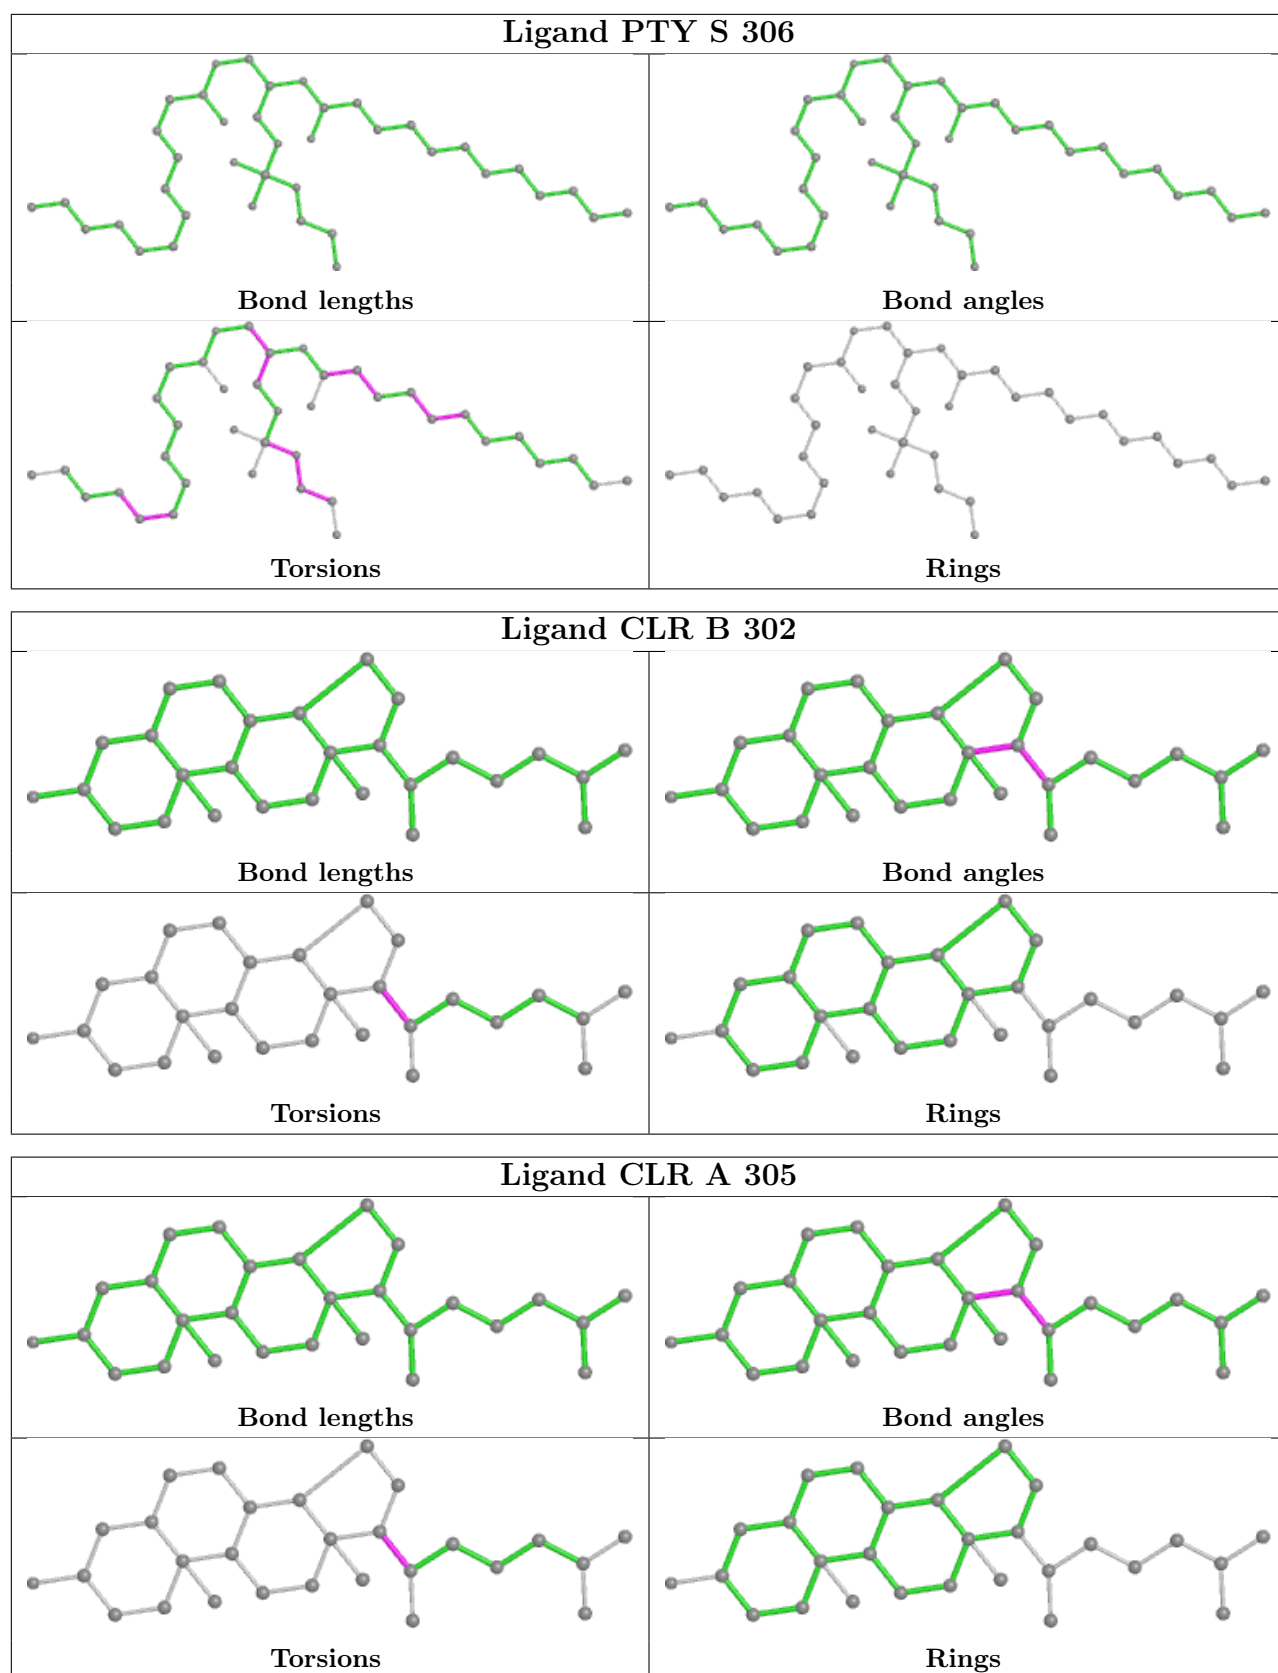 Ligand PTY S 306
Bond lengths
Bond angles
Torsions
Rings
Ligand CLR B 302
Bond lengths
Bond angles
Torsions
Rings
Ligand CLR A 305
Bond lengths
Bond angles
Torsions
Rings